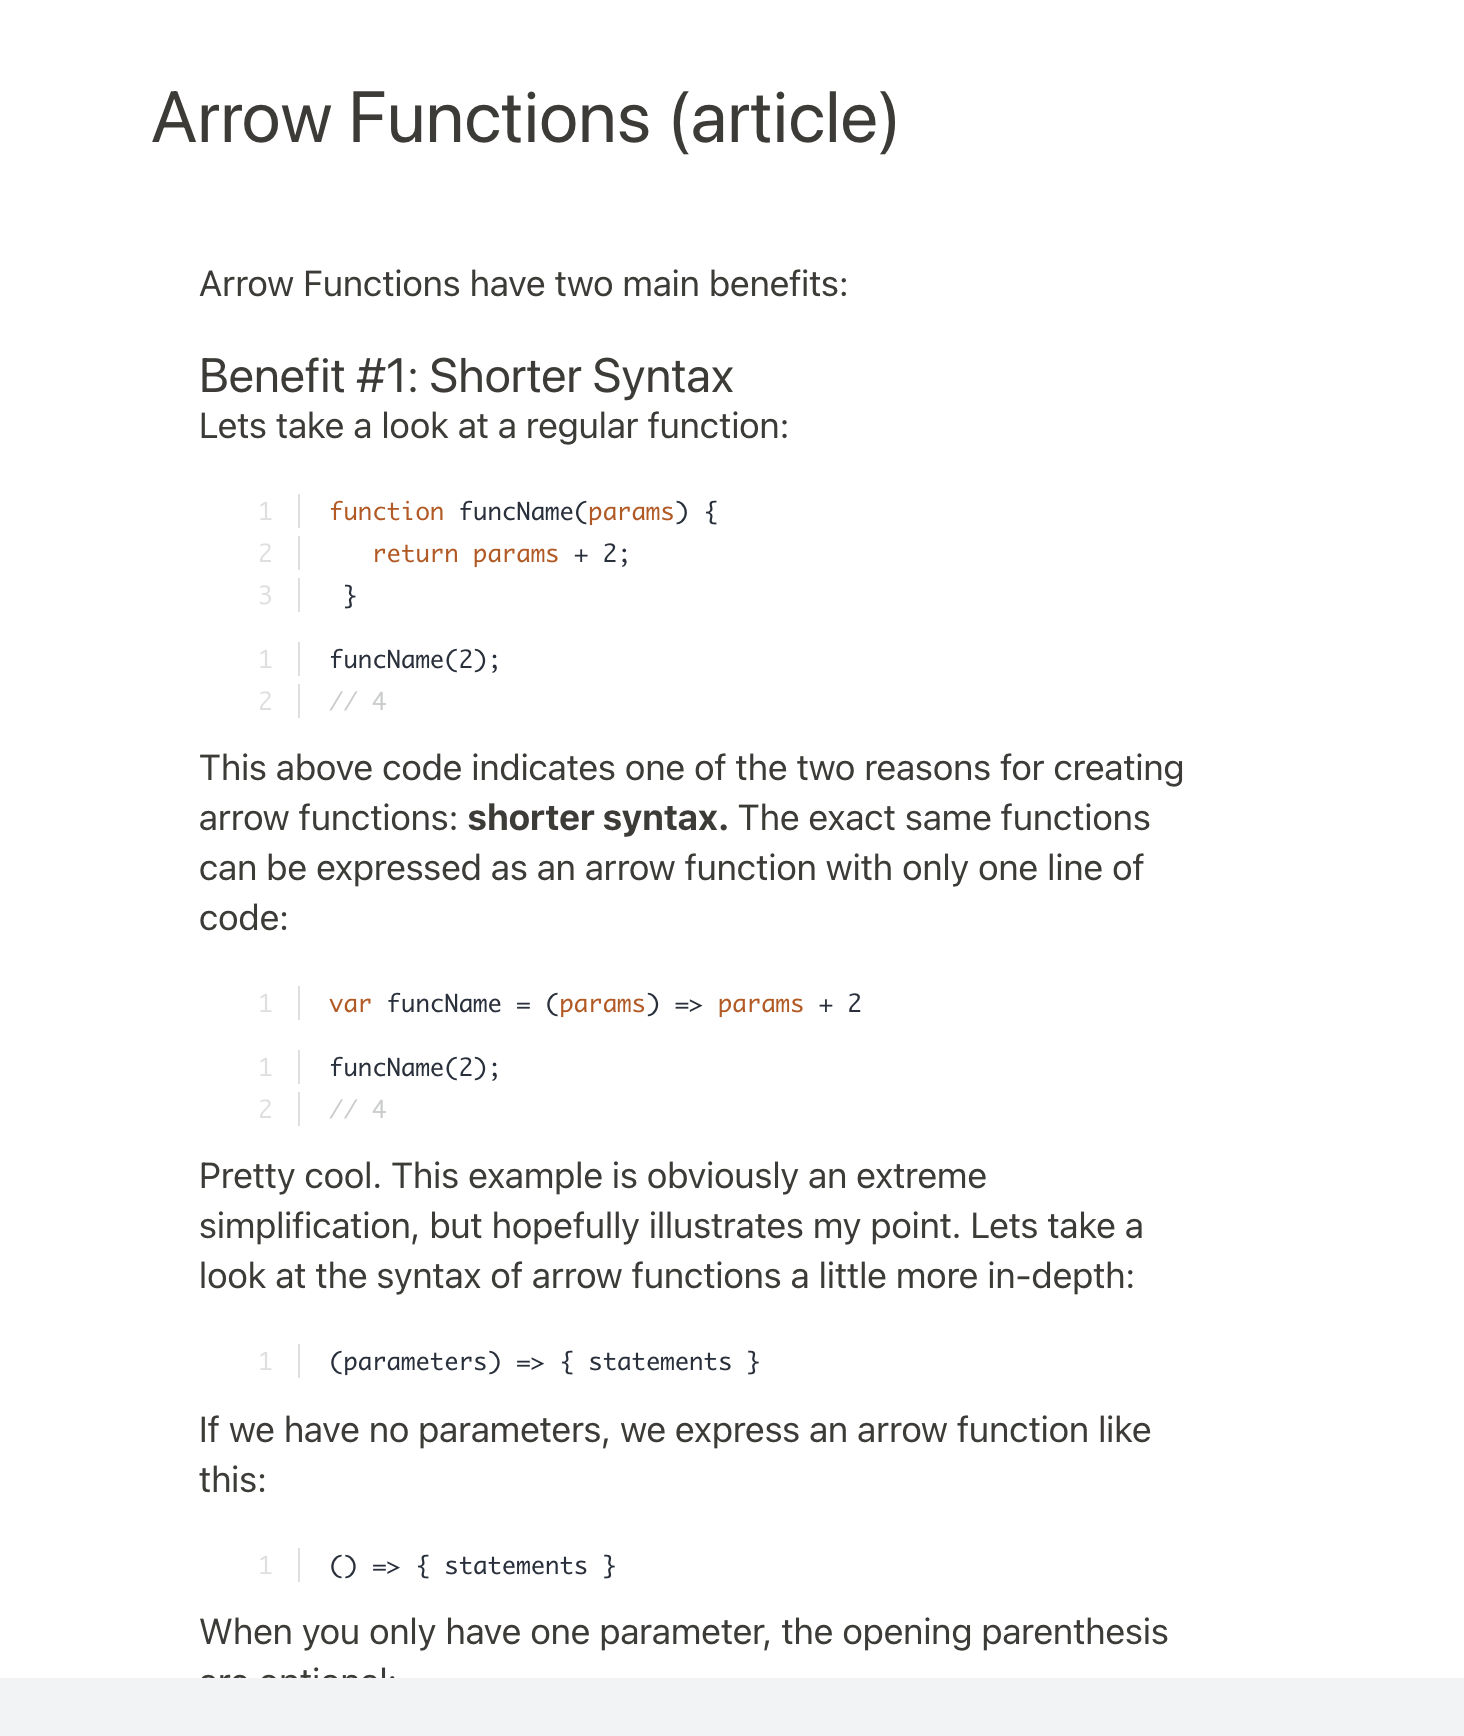 Arrow Functions (article)
Arrow Functions have two main benefits:
Benefit #1: Shorter Syntax
Lets take a look at a regular function:
1 function funcName(params) {
2    return params + 2;
3  }
1 funcName(2);
2 // 4
This above code indicates one of the two reasons for creating
arrow functions: shorter syntax. The exact same functions
can be expressed as an arrow function with only one line of
code:
1 var funcName = (params) => params + 2
1 funcName(2);
2 // 4
Pretty cool. This example is obviously an extreme
simplification, but hopefully illustrates my point. Lets take a
look at the syntax of arrow functions a little more in-depth:
1 (parameters) => { statements }
If we have no parameters, we express an arrow function like
this:
1 () => { statements }
When you only have one parameter, the opening parenthesis
are optional: